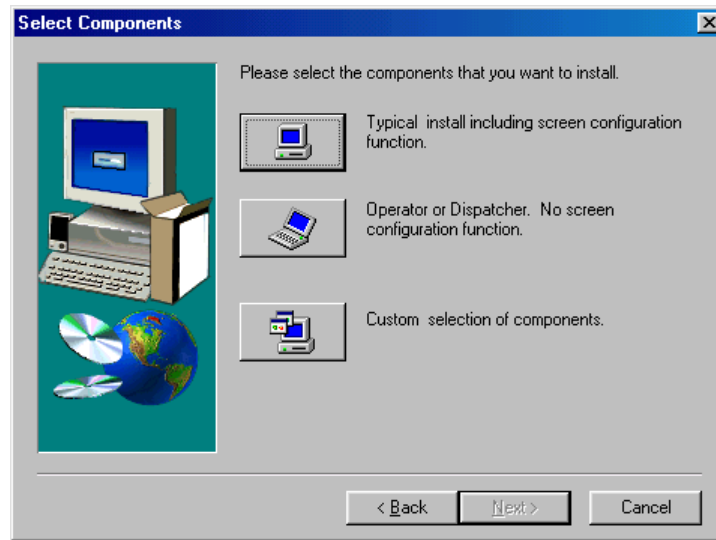 Select Components
Please select the components that you want to install.
Typical install including screen configuration
function.
Operator or Dispatcher. No screen
configuration function.
Custom selection of components.
< Back
Next >
Cancel